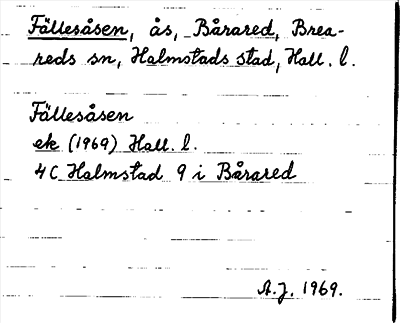 Fällesåsen, ås, Bårared, Brea-
reds sn, Halmstads stad, Hall. l.
Fällesåsen
ek (1969) Hall. l.
4C Halmstad 9 i Bårared
A.J. 1969.